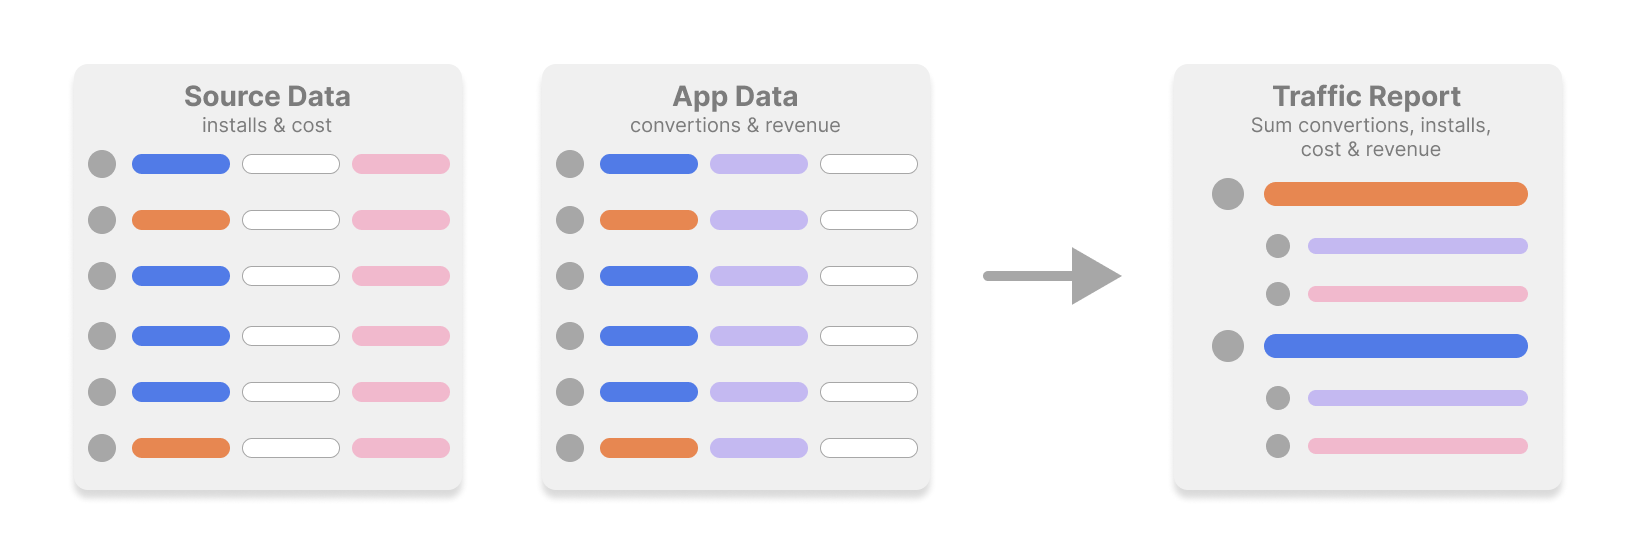 Source Data
installs & cost
App Data
convertions & revenue
Traffic Report
Sum convertions, installs,
cost & revenue